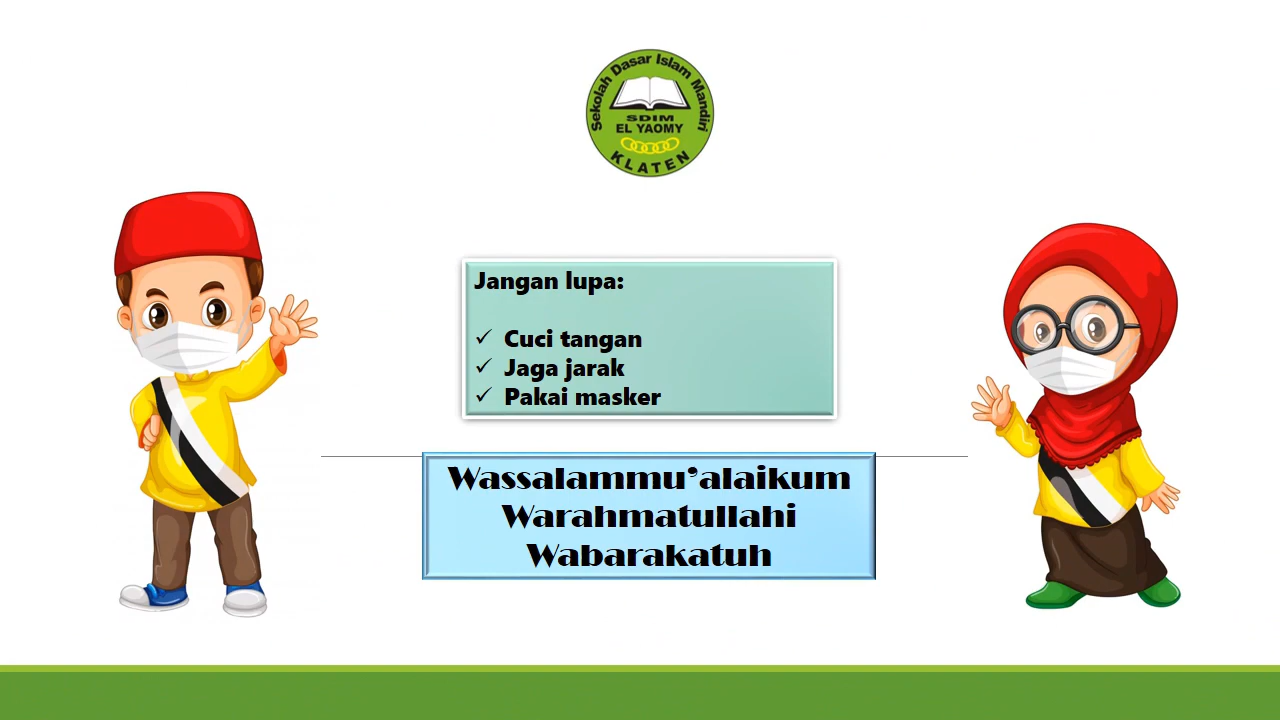 Sekolah Dasar Islam Mandiri
SDIM
EL YAOMY
KLATEN
Jangan lupa:
✓ Cuci tangan
✓ Jaga jarak
✓ Pakai masker
Wassalammu'alaikum
Warahmatullahi
Wabarakatuh